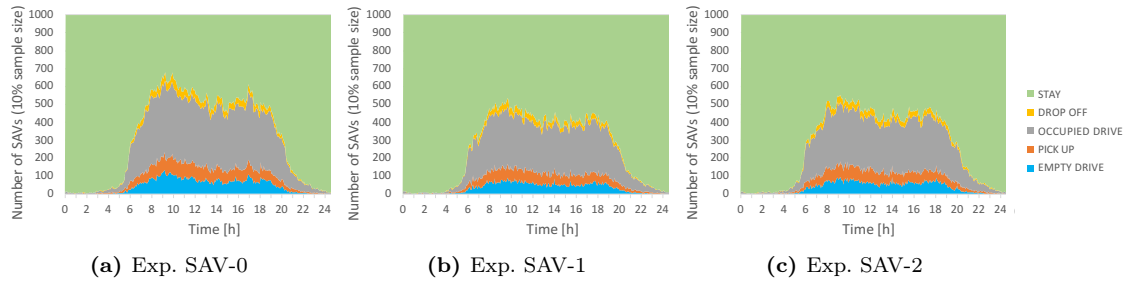 Number of SAVs (10% sample size)
1000
900
800
700
600
500
400
300
200
100
0
0 2 4 6 8 10 12 14 16 18 20 22 24
Time [h]
(a) Exp. SAV-0
Number of SAVs (10% sample size)
1000
900
800
700
600
500
400
300
200
100
0
0 2 4 6 8 10 12 14 16 18 20 22 24
Time [h]
(b) Exp. SAV-1
Number of SAVs (10% sample size)
1000
900
800
700
600
500
400
300
200
100
0
0 2 4 6 8 10 12 14 16 18 20 22 24
Time [h]
(c) Exp. SAV-2
STAY
DROP OFF
OCCUPIED DRIVE
PICK UP
EMPTY DRIVE